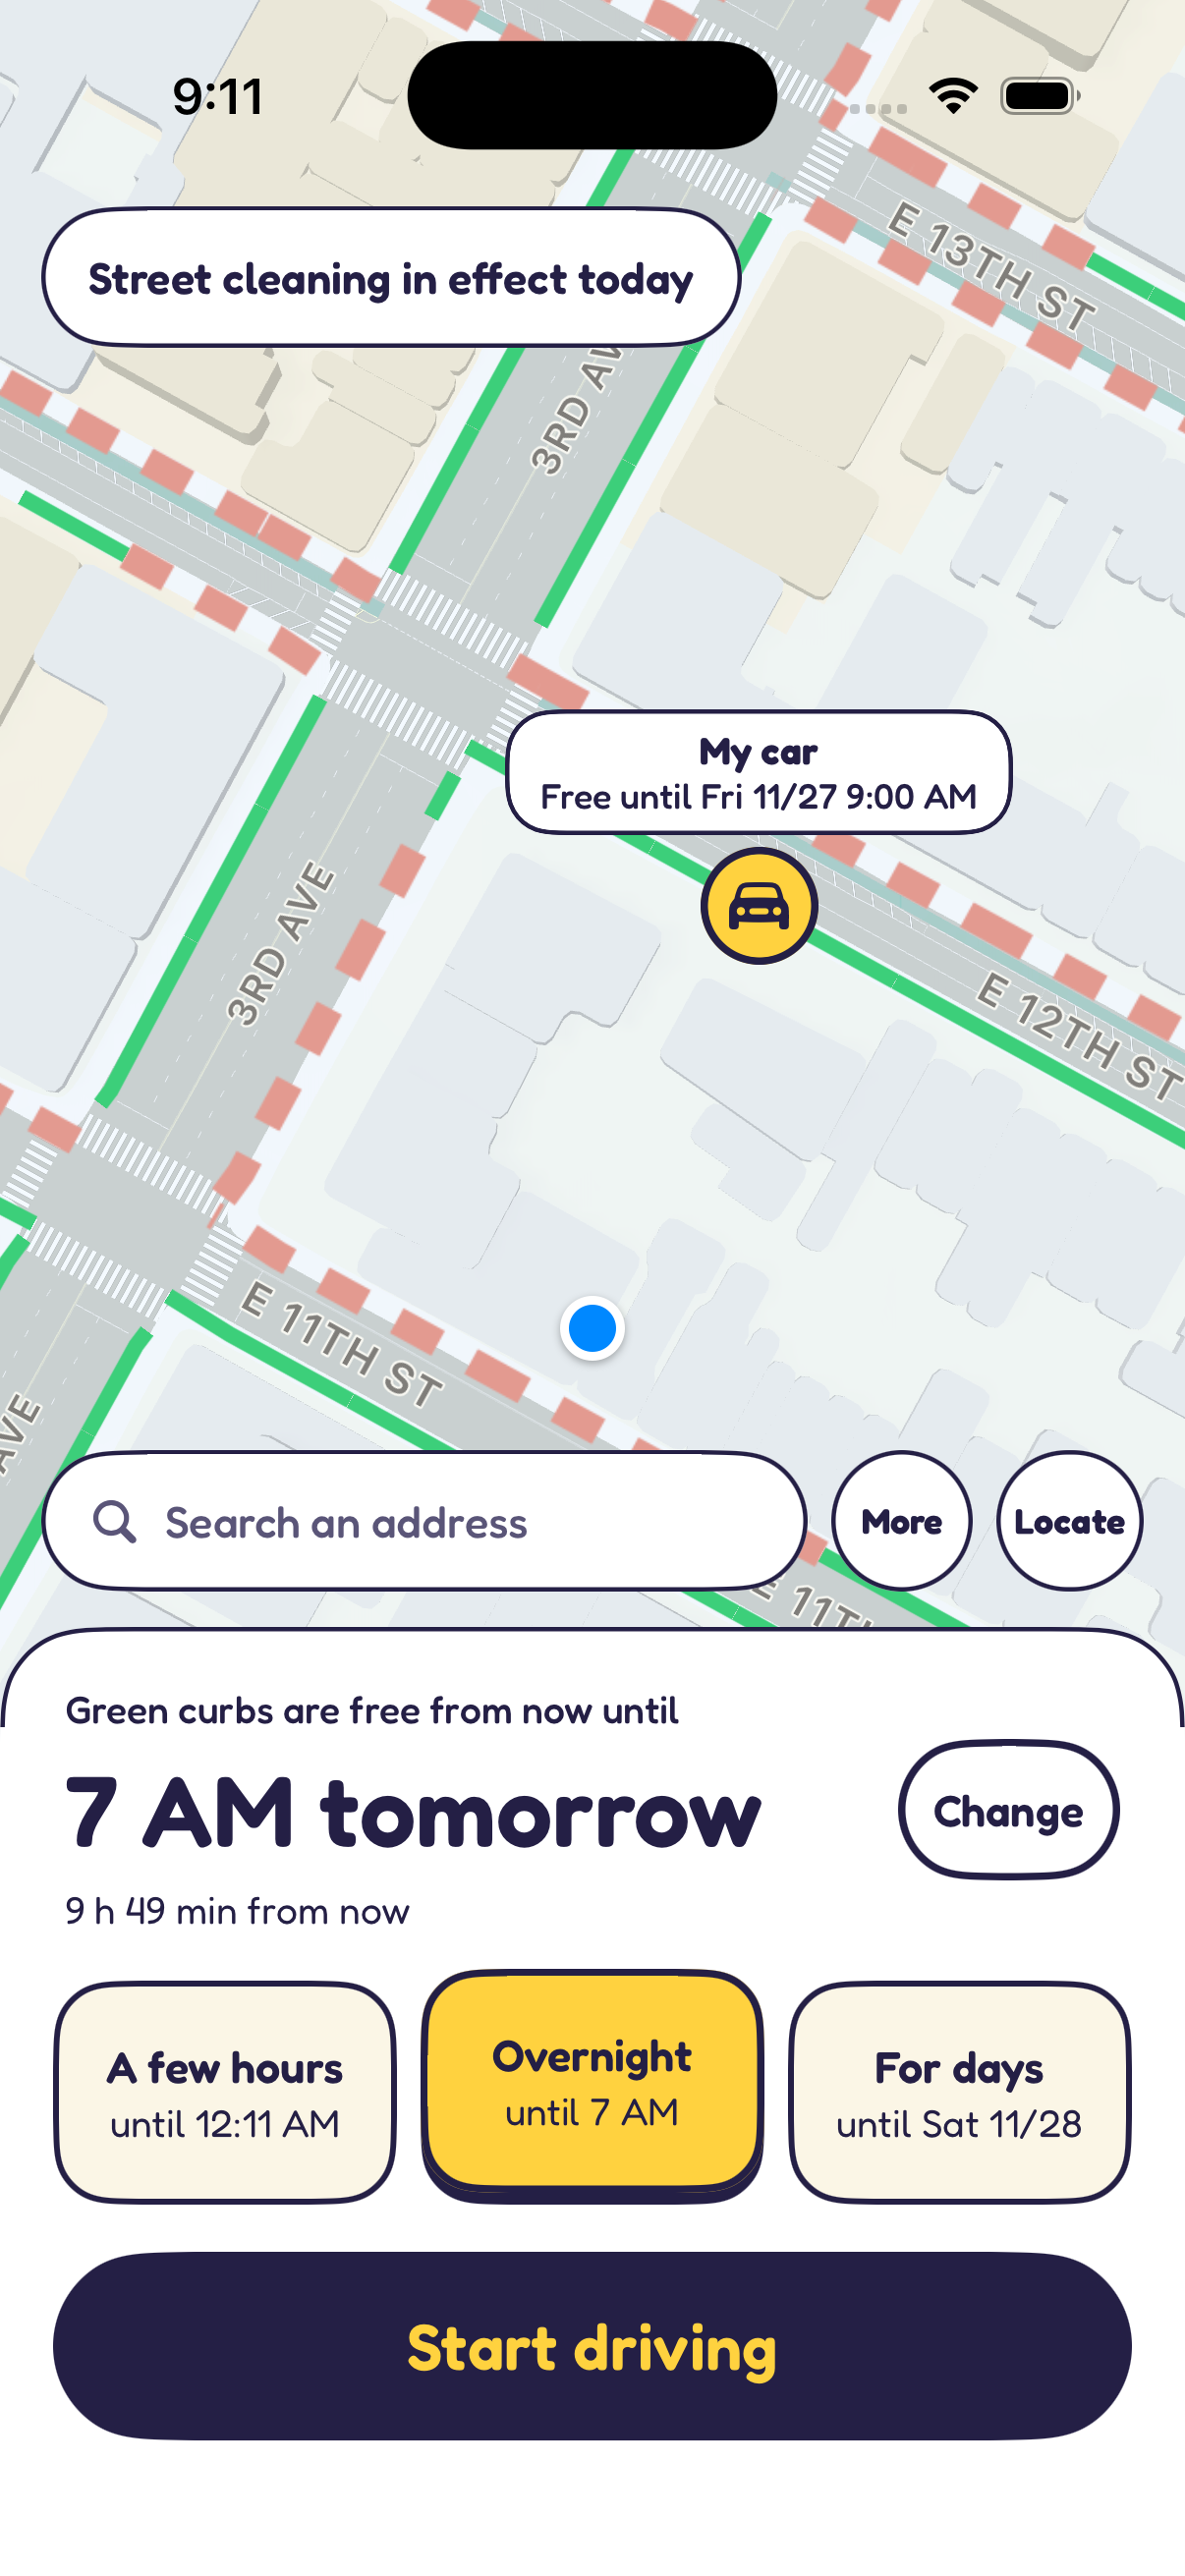 9:11
E 13TH ST
Street cleaning in effect today
3RD AV
My car
Free until Fri 11/27 9:00 AM
3RD AVE
E 12TH ST
E 11TH ST
AVE
Search an address
More
Locate
E 11TH
Green curbs are free from now until
7 AM tomorrow
Change
9 h 49 min from now
A few hours
until 12:11 AM
Overnight
until 7 AM
For days
until Sat 11/28
Start driving